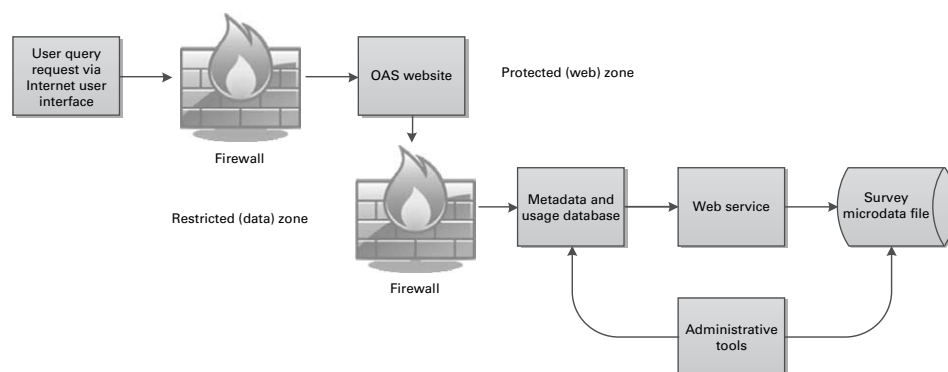 User query
request via
Internet user
interface
Firewall
OAS website
Protected (web) zone
Restricted (data) zone
Firewall
Metadata and
usage database
Web service
Survey
microdata file
Administrative
tools